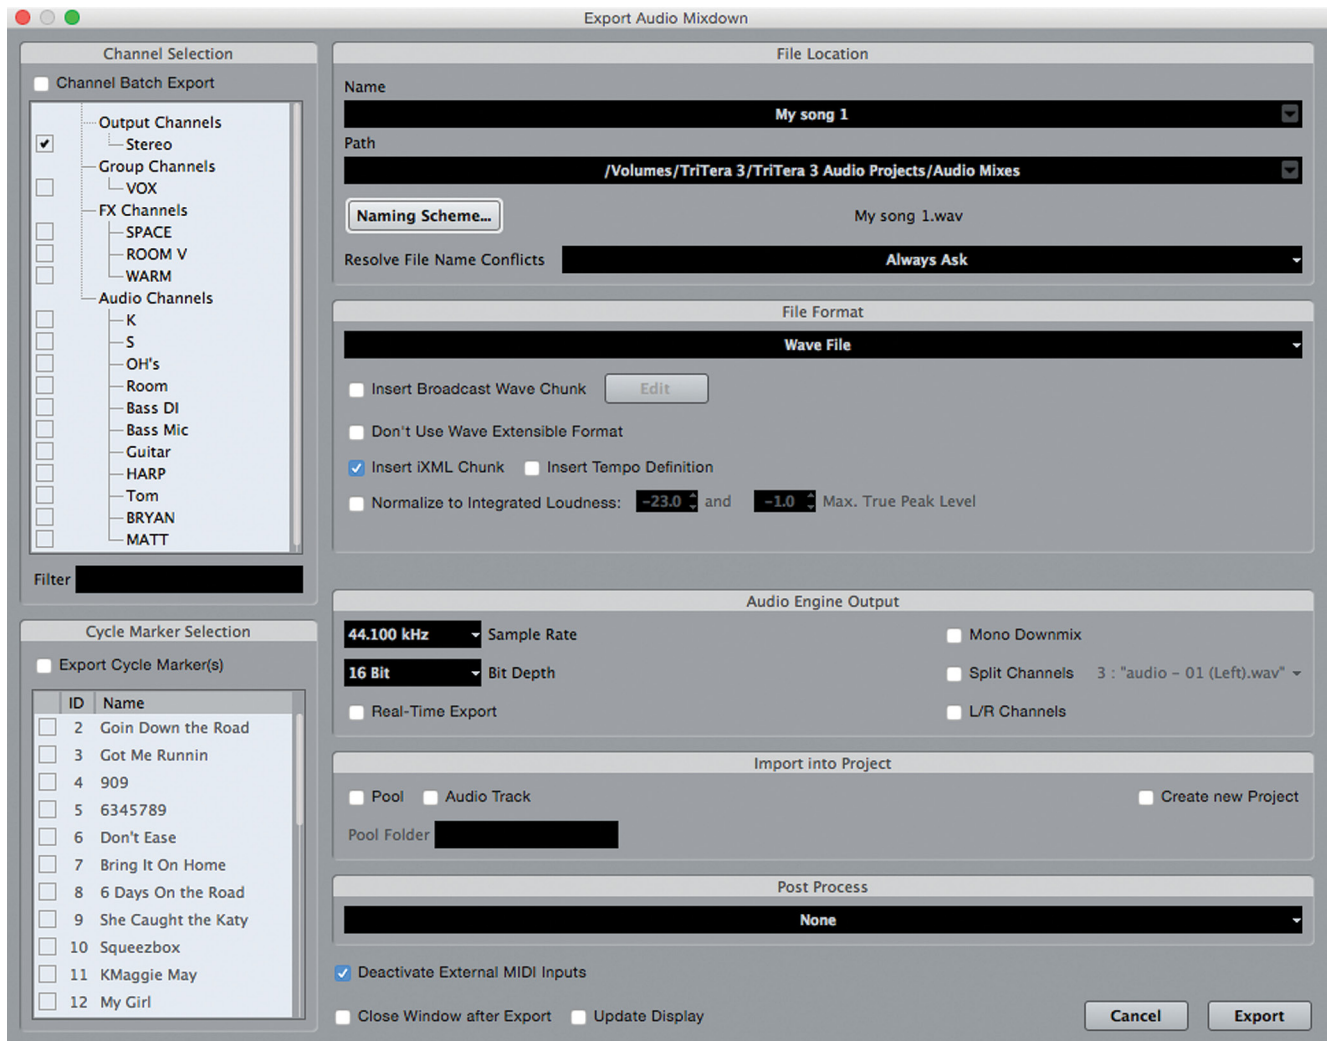 Export Audio Mixdown
Channel Selection
Channel Batch Export
Output Channels
Stereo
Group Channels
VOX
FX Channels
SPACE
ROOM V
WARM
Audio Channels
K
S
OH's
Room
Bass DI
Bass Mic
Guitar
HARP
Tom
BRYAN
MATT
Filter
Cycle Marker Selection
Export Cycle Marker(s)
ID Name
2 Goin Down the Road
3 Got Me Runnin
4 909
5 6345789
6 Don't Ease
7 Bring It On Home
8 6 Days On the Road
9 She Caught the Katy
10 Squeezbox
11 KMaggie May
12 My Girl
File Location
Name
My song 1
Path
/Volumes/TriTera 3/TriTera 3 Audio Projects/Audio Mixes
Naming Scheme... My song 1.wav
Resolve File Name Conflicts Always Ask
File Format
Wave File
Insert Broadcast Wave Chunk Edit
Don't Use Wave Extensible Format
Insert iXML Chunk Insert Tempo Definition
Normalize to Integrated Loudness: -23.0 and -1.0 Max. True Peak Level
Audio Engine Output
44.100 kHz Sample Rate Mono Downmix
16 Bit Bit Depth Split Channels 3 : "audio - 01 (Left).wav"
Real-Time Export L/R Channels
Import into Project
Pool Audio Track Create new Project
Pool Folder
Post Process
None
Deactivate External MIDI Inputs
Close Window after Export Update Display Cancel Export